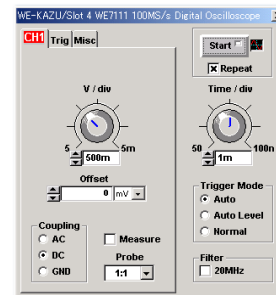 WE-KAZU/Slot 4 WE7111 100MS/s Digital Oscilloscope
CH1 Trig Misc
Start
Repeat
V / div
5 5m
500m
Offset
0 mV
Coupling
AC
DC
GND
Measure
Probe
1:1
Time / div
50 100n
1m
Trigger Mode
Auto
Auto Level
Normal
Filter
20MHz